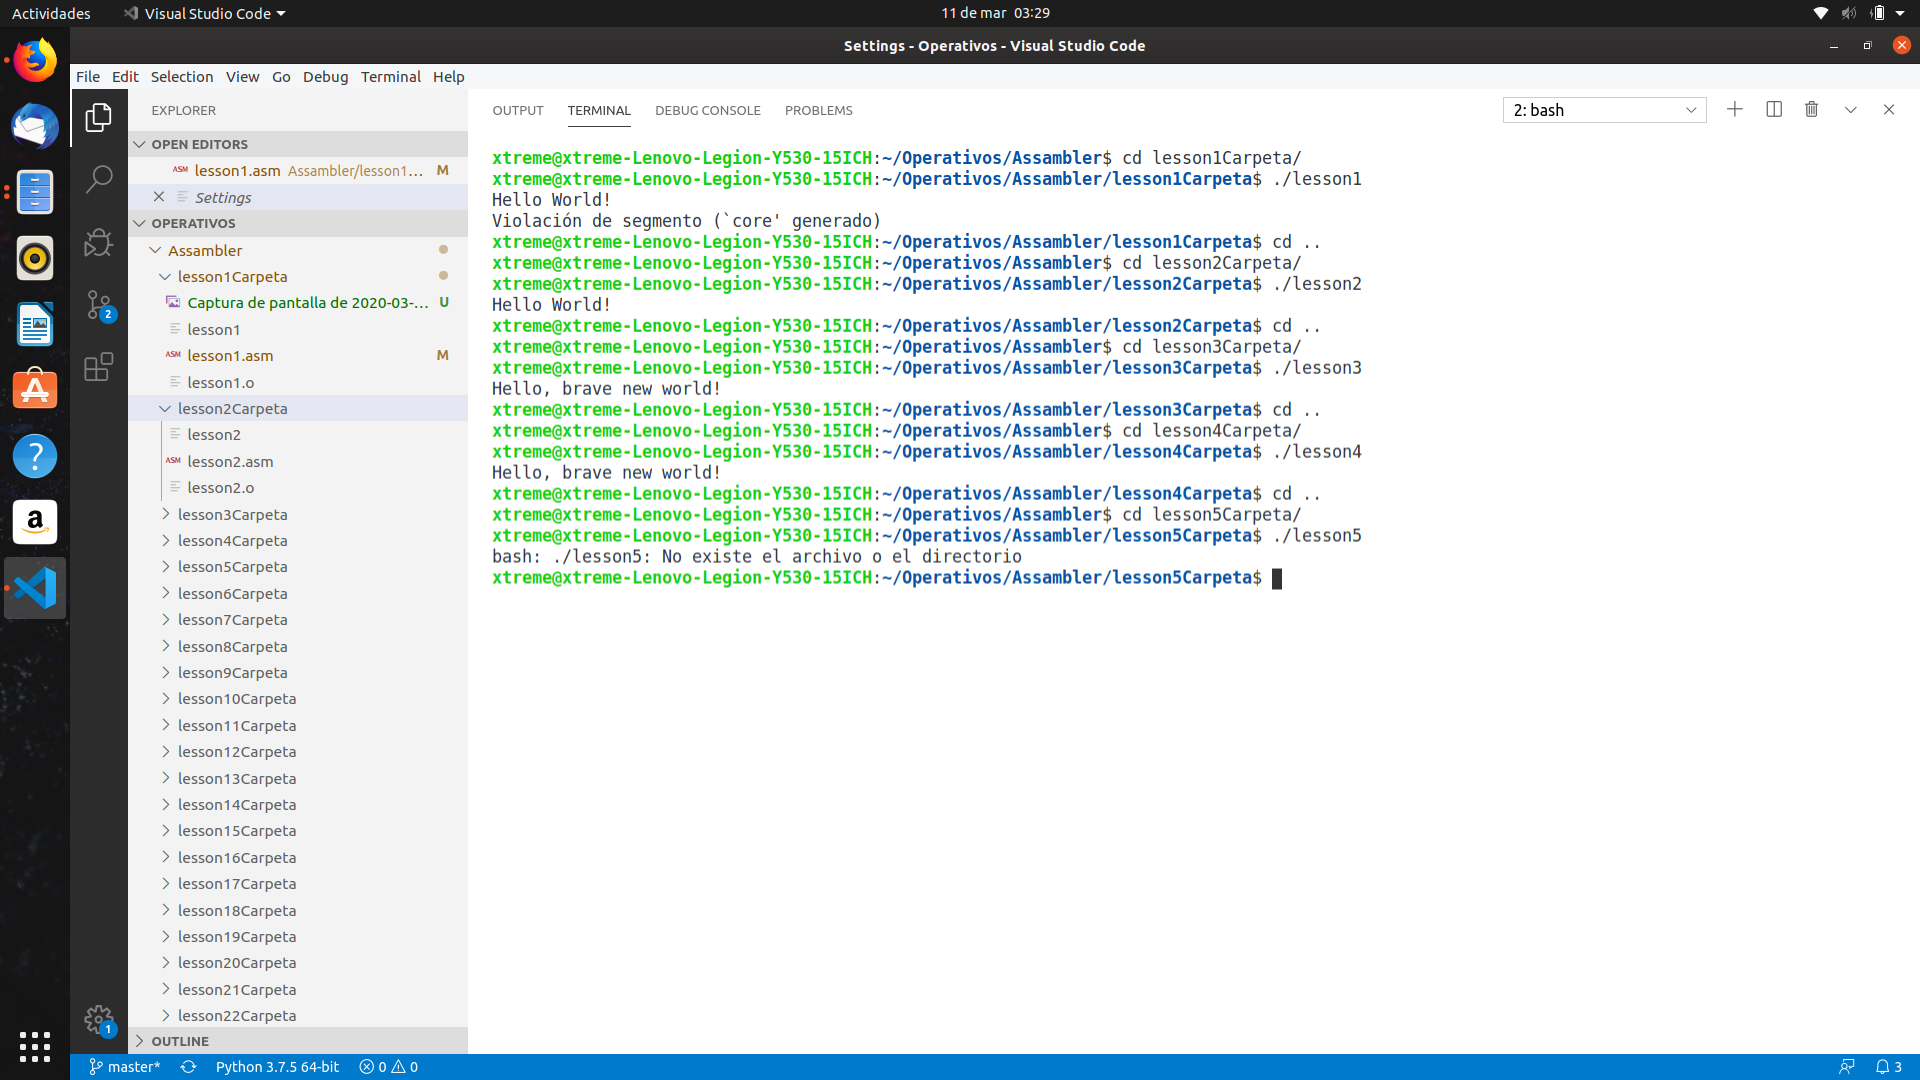 Actividades
Visual Studio Code
11 de mar 03:29
Settings - Operativos - Visual Studio Code
File Edit Selection View Go Debug Terminal Help
EXPLORER
OPEN EDITORS
ASM lesson1.asm Assambler/lesson1... M
Settings
OPERATIVOS
Assambler
lesson1Carpeta
Captura de pantalla de 2020-03-... U
lesson1
ASM lesson1.asm M
lesson1.o
lesson2Carpeta
lesson2
ASM lesson2.asm
lesson2.o
lesson3Carpeta
lesson4Carpeta
lesson5Carpeta
lesson6Carpeta
lesson7Carpeta
lesson8Carpeta
lesson9Carpeta
lesson10Carpeta
lesson11Carpeta
lesson12Carpeta
lesson13Carpeta
lesson14Carpeta
lesson15Carpeta
lesson16Carpeta
lesson17Carpeta
lesson18Carpeta
lesson19Carpeta
lesson20Carpeta
lesson21Carpeta
lesson22Carpeta
OUTLINE
2
1
OUTPUT TERMINAL DEBUG CONSOLE PROBLEMS
2: bash
xtreme@xtreme-Lenovo-Legion-Y530-15ICH:~/Operativos/Assambler$ cd lesson1Carpeta/
xtreme@xtreme-Lenovo-Legion-Y530-15ICH:~/Operativos/Assambler/lesson1Carpeta$ ./lesson1
Hello World!
Violación de segmento (`core' generado)
xtreme@xtreme-Lenovo-Legion-Y530-15ICH:~/Operativos/Assambler/lesson1Carpeta$ cd ..
xtreme@xtreme-Lenovo-Legion-Y530-15ICH:~/Operativos/Assambler$ cd lesson2Carpeta/
xtreme@xtreme-Lenovo-Legion-Y530-15ICH:~/Operativos/Assambler/lesson2Carpeta$ ./lesson2
Hello World!
xtreme@xtreme-Lenovo-Legion-Y530-15ICH:~/Operativos/Assambler/lesson2Carpeta$ cd ..
xtreme@xtreme-Lenovo-Legion-Y530-15ICH:~/Operativos/Assambler$ cd lesson3Carpeta/
xtreme@xtreme-Lenovo-Legion-Y530-15ICH:~/Operativos/Assambler/lesson3Carpeta$ ./lesson3
Hello, brave new world!
xtreme@xtreme-Lenovo-Legion-Y530-15ICH:~/Operativos/Assambler/lesson3Carpeta$ cd ..
xtreme@xtreme-Lenovo-Legion-Y530-15ICH:~/Operativos/Assambler$ cd lesson4Carpeta/
xtreme@xtreme-Lenovo-Legion-Y530-15ICH:~/Operativos/Assambler/lesson4Carpeta$ ./lesson4
Hello, brave new world!
xtreme@xtreme-Lenovo-Legion-Y530-15ICH:~/Operativos/Assambler/lesson4Carpeta$ cd ..
xtreme@xtreme-Lenovo-Legion-Y530-15ICH:~/Operativos/Assambler$ cd lesson5Carpeta/
xtreme@xtreme-Lenovo-Legion-Y530-15ICH:~/Operativos/Assambler/lesson5Carpeta$ ./lesson5
bash: ./lesson5: No existe el archivo o el directorio
xtreme@xtreme-Lenovo-Legion-Y530-15ICH:~/Operativos/Assambler/lesson5Carpeta$
master* Python 3.7.5 64-bit 0 0 3